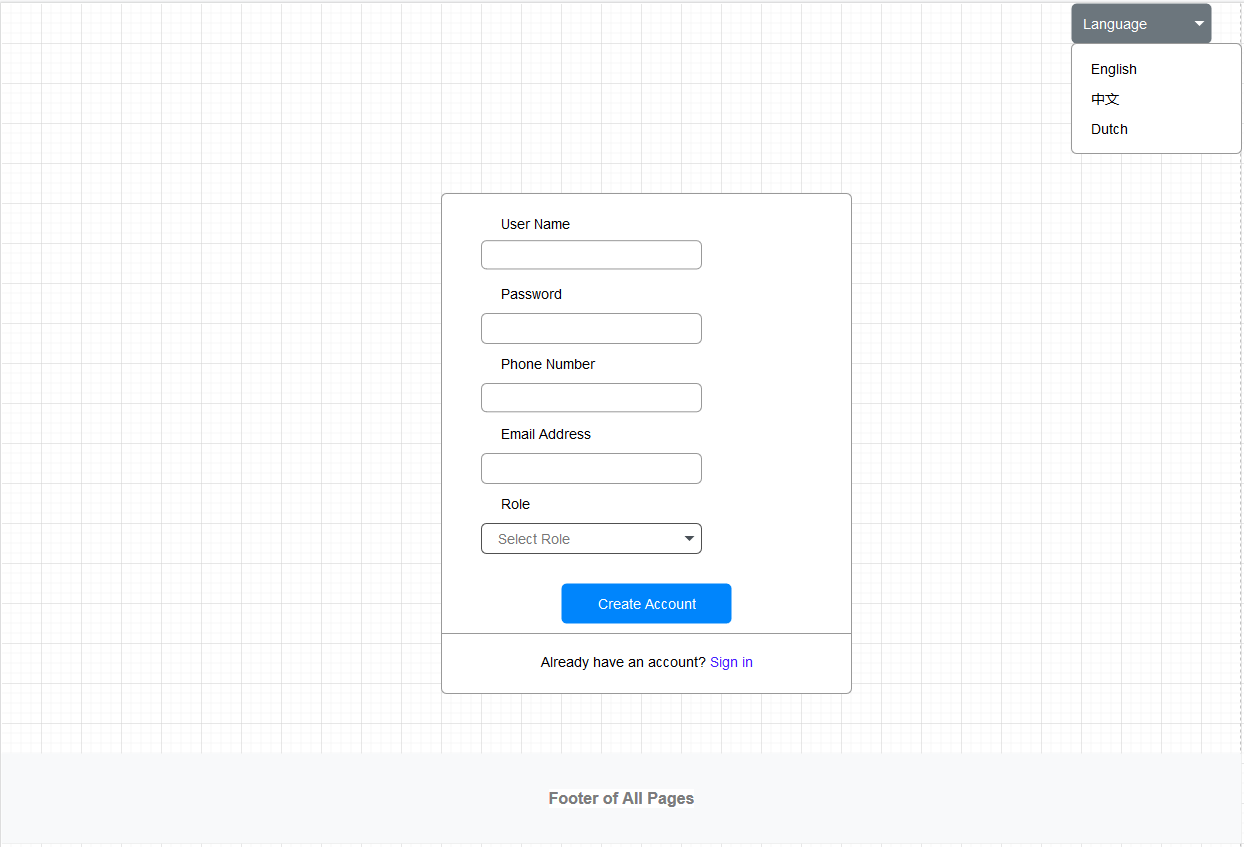 Language
English
中文
Dutch
User Name
Password
Phone Number
Email Address
Role
Select Role
Create Account
Already have an account? Sign in
Footer of All Pages